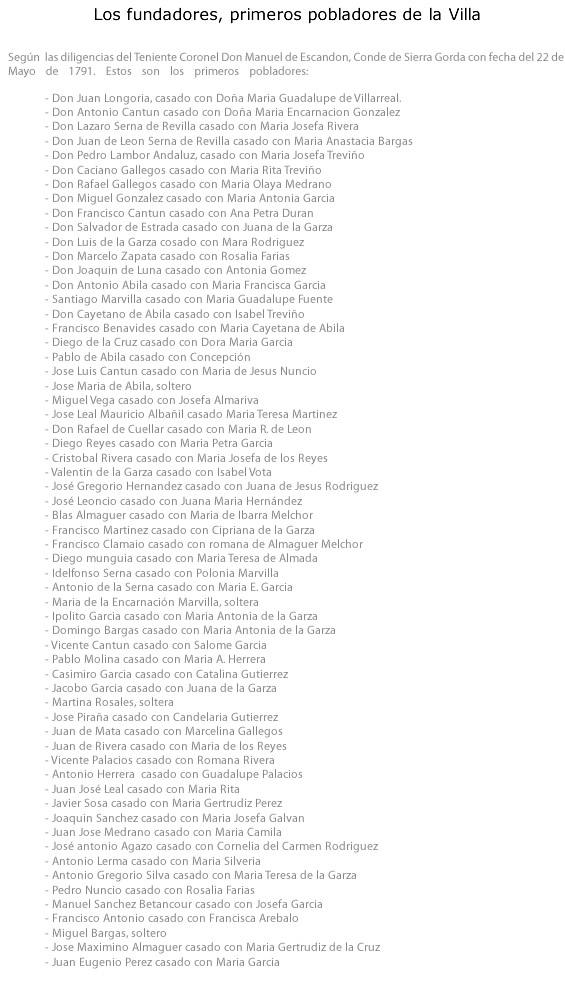 Los fundadores, primeros pobladores de la Villa
Según las diligencias del Teniente Coronel Don Manuel de Escandon, Conde de Sierra Gorda con fecha del 22 de
Mayo de 1791. Estos son los primeros pobladores:
- Don Juan Longoria, casado con Doña Maria Guadalupe de Villarreal.
- Don Antonio Cantun casado con Doña Maria Encarnacion Gonzalez
- Don Lazaro Serna de Revilla casado con Maria Josefa Rivera
- Don Juan de Leon Serna de Revilla casado con Maria Anastacia Bargas
- Don Pedro Lambor Andaluz, casado con Maria Josefa Treviño
- Don Caciano Gallegos casado con Maria Rita Treviño
- Don Rafael Gallegos casado con Maria Olaya Medrano
- Don Miguel Gonzalez casado con Maria Antonia Garcia
- Don Francisco Cantun casado con Ana Petra Duran
- Don Salvador de Estrada casado con Juana de la Garza
- Don Luis de la Garza cosado con Mara Rodriguez
- Don Marcelo Zapata casado con Rosalia Farias
- Don Joaquin de Luna casado con Antonia Gomez
- Don Antonio Abila casado con Maria Francisca Garcia
- Santiago Marvilla casado con Maria Guadalupe Fuente
- Don Cayetano de Abila casado con Isabel Treviño
- Francisco Benavides casado con Maria Cayetana de Abila
- Diego de la Cruz casado con Dora Maria Garcia
- Pablo de Abila casado con Concepción
- Jose Luis Cantun casado con Maria de Jesus Nuncio
- Jose Maria de Abila, soltero
- Miguel Vega casado con Josefa Almariva
- Jose Leal Mauricio Albañil casado Maria Teresa Martinez
- Don Rafael de Cuellar casado con Maria R. de Leon
- Diego Reyes casado con Maria Petra Garcia
- Cristobal Rivera casado con Maria Josefa de los Reyes
- Valentin de la Garza casado con Isabel Vota
- José Gregorio Hernandez casado con Juana de Jesus Rodriguez
- José Leoncio casado con Juana Maria Hernández
- Blas Almaguer casado con Maria de Ibarra Melchor
- Francisco Martinez casado con Cipriana de la Garza
- Francisco Clamaio casado con romana de Almaguer Melchor
- Diego munguia casado con Maria Teresa de Almada
- Idelfonso Serna casado con Polonia Marvilla
- Antonio de la Serna casado con Maria E. Garcia
- Maria de la Encarnación Marvilla, soltera
- Ipolito Garcia casado con Maria Antonia de la Garza
- Domingo Bargas casado con Maria Antonia de la Garza
- Vicente Cantun casado con Salome Garcia
- Pablo Molina casado con Maria A. Herrera
- Casimiro Garcia casado con Catalina Gutierrez
- Jacobo Garcia casado con Juana de la Garza
- Martina Rosales, soltera
- Jose Piraña casado con Candelaria Gutierrez
- Juan de Mata casado con Marcelina Gallegos
- Juan de Rivera casado con Maria de los Reyes
- Vicente Palacios casado con Romana Rivera
- Antonio Herrera casado con Guadalupe Palacios
- Juan José Leal casado con Maria Rita
- Javier Sosa casado con Maria Gertrudiz Perez
- Joaquin Sanchez casado con Maria Josefa Galvan
- Juan Jose Medrano casado con Maria Camila
- José antonio Agazo casado con Cornelia del Carmen Rodriguez
- Antonio Lerma casado con Maria Silveria
- Antonio Gregorio Silva casado con Maria Teresa de la Garza
- Pedro Nuncio casado con Rosalia Farias
- Manuel Sanchez Betancour casado con Josefa Garcia
- Francisco Antonio casado con Francisca Arebalo
- Miguel Bargas, soltero
- Jose Maximino Almaguer casado con Maria Gertrudiz de la Cruz
- Juan Eugenio Perez casado con Maria Garcia